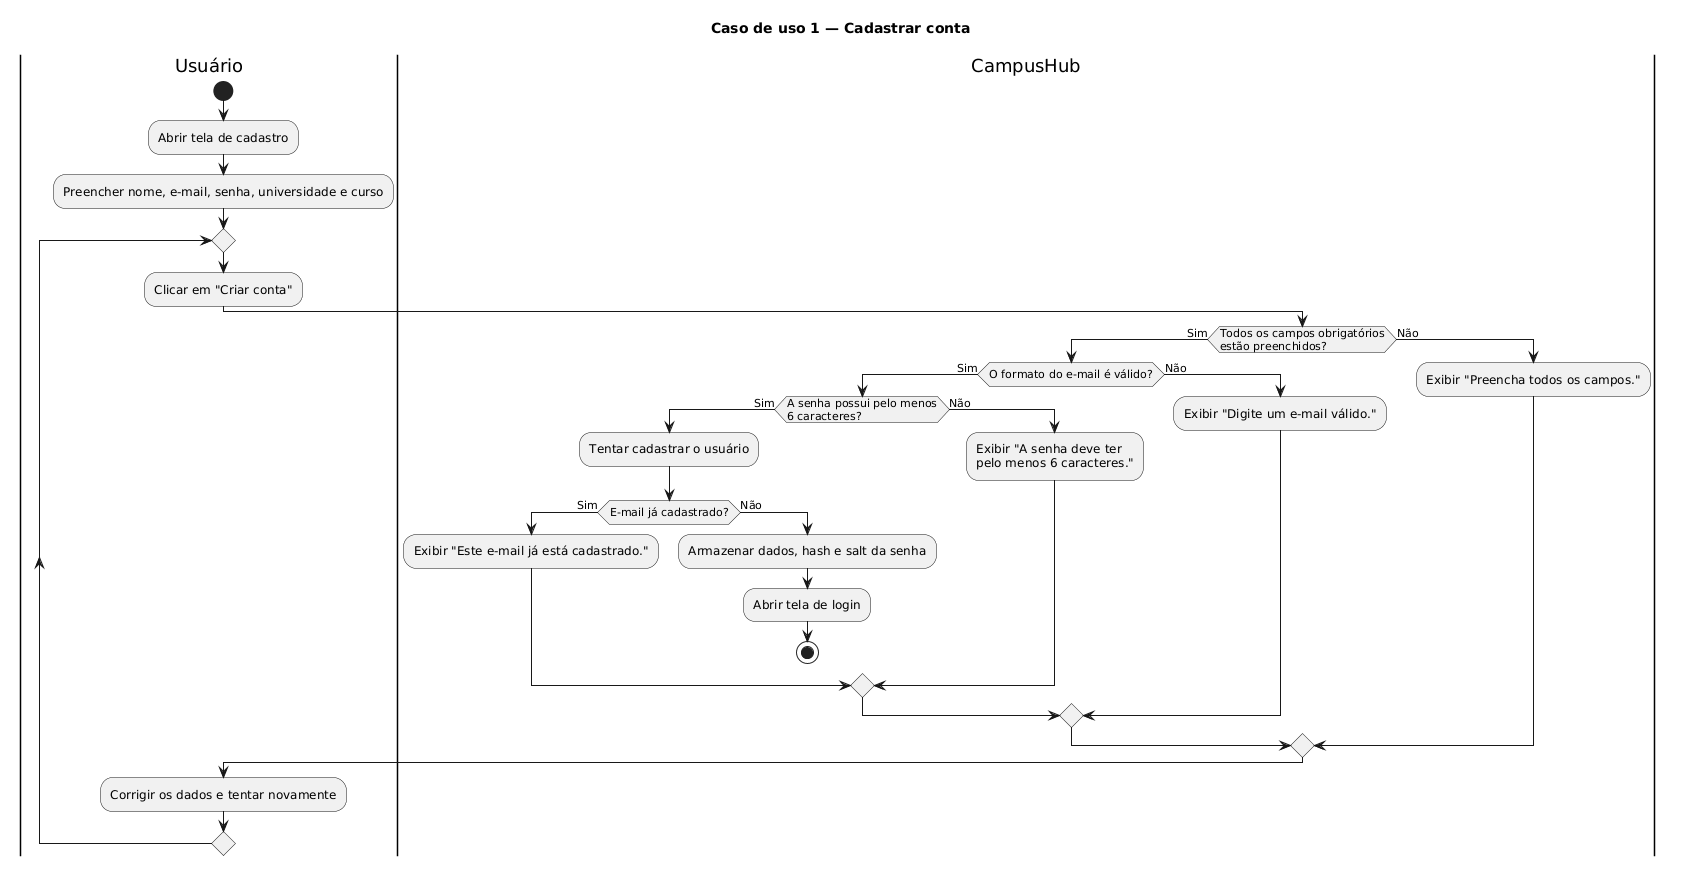 Caso de uso 1 — Cadastrar conta
Usuário
CampusHub
Abrir tela de cadastro
Preencher nome, e-mail, senha, universidade e curso
Clicar em "Criar conta"
Sim
Todos os campos obrigatórios
estão preenchidos?
Não
Sim
O formato do e-mail é válido?
Não
Exibir "Preencha todos os campos."
Sim
A senha possui pelo menos
6 caracteres?
Não
Exibir "Digite um e-mail válido."
Tentar cadastrar o usuário
Exibir "A senha deve ter
pelo menos 6 caracteres."
Sim
E-mail já cadastrado?
Não
Exibir "Este e-mail já está cadastrado."
Armazenar dados, hash e salt da senha
Abrir tela de login
Corrigir os dados e tentar novamente